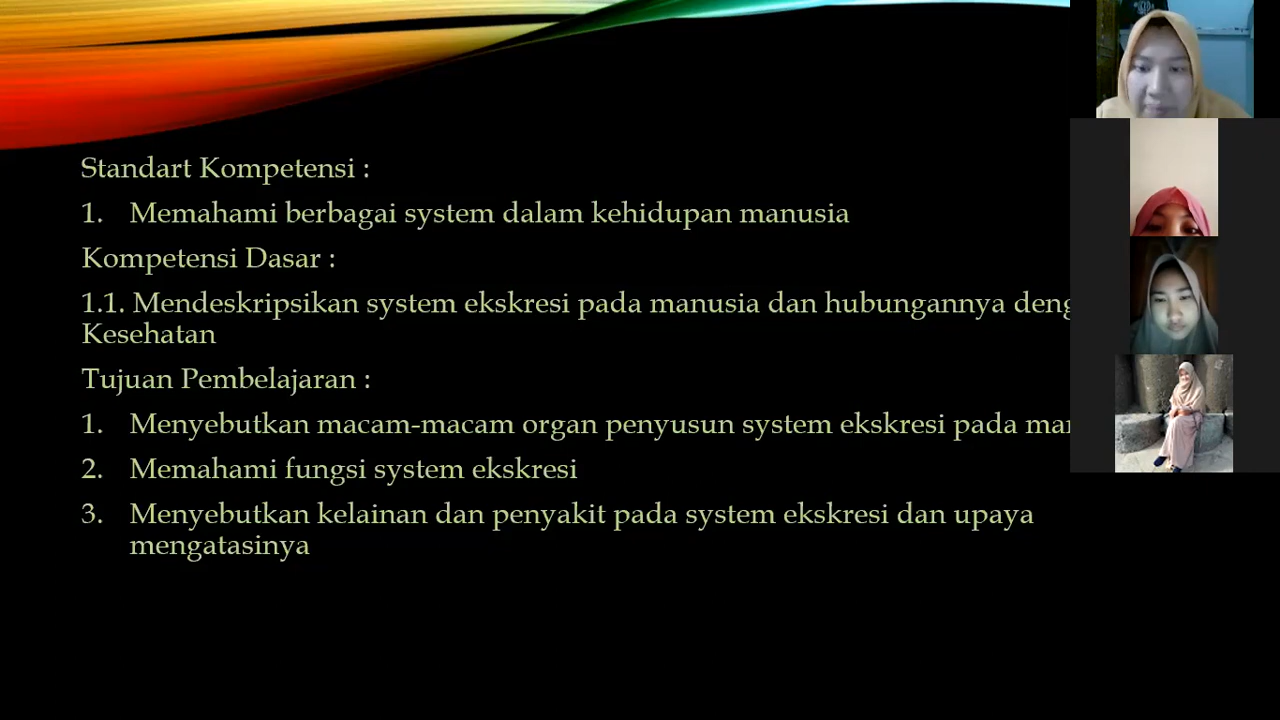 Standart Kompetensi :
1. Memahami berbagai system dalam kehidupan manusia
Kompetensi Dasar :
1.1. Mendeskripsikan system ekskresi pada manusia dan hubungannya
Kesehatan
Tujuan Pembelajaran :
1. Menyebutkan macam-macam organ penyusun system ekskresi pada
2. Memahami fungsi system ekskresi
3. Menyebutkan kelainan dan penyakit pada system ekskresi dan upaya
mengatasinya